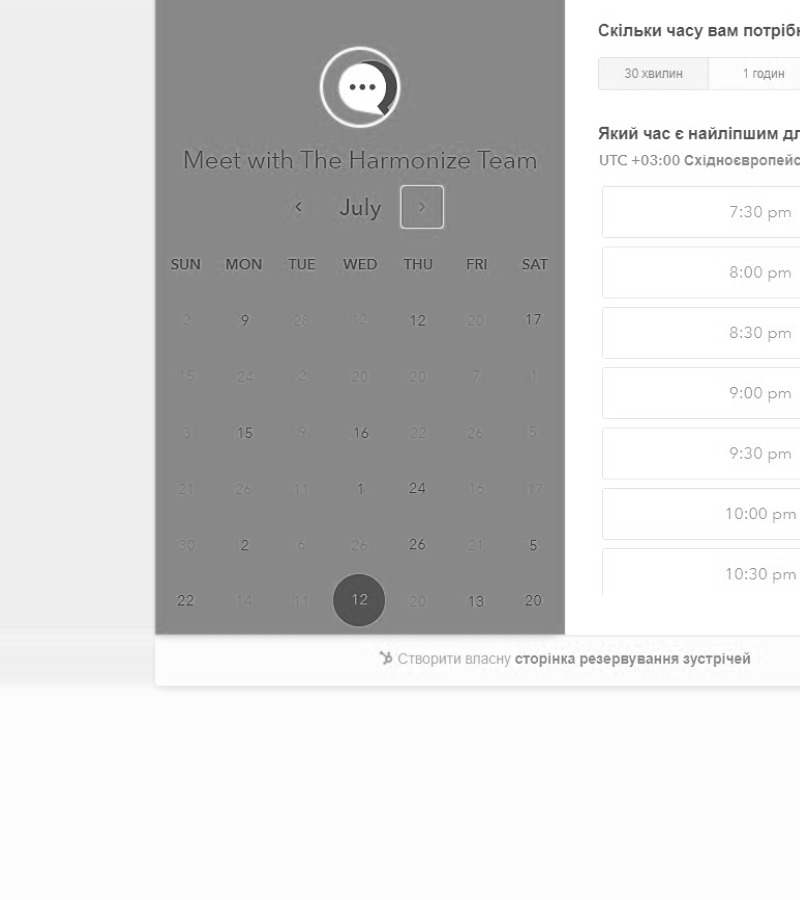 Meet with The Harmonize Team
July
SUN MON TUE WED THU FRI SAT
2 9 28 12 12 20 17
15 24 2 20 20 7 1
3 15 9 16 22 26 5
21 26 11 1 24 16 17
30 2 6 26 26 21 5
22 14 11 12 20 13 20
Скільки часу вам потріб
30 хвилин 1 годин
Який час є найліпшим д
UTC +03:00 Східноєвропейс
7:30 pm
8:00 pm
8:30 pm
9:00 pm
9:30 pm
10:00 pm
10:30 pm
Створити власну сторінка резервування зустрічей